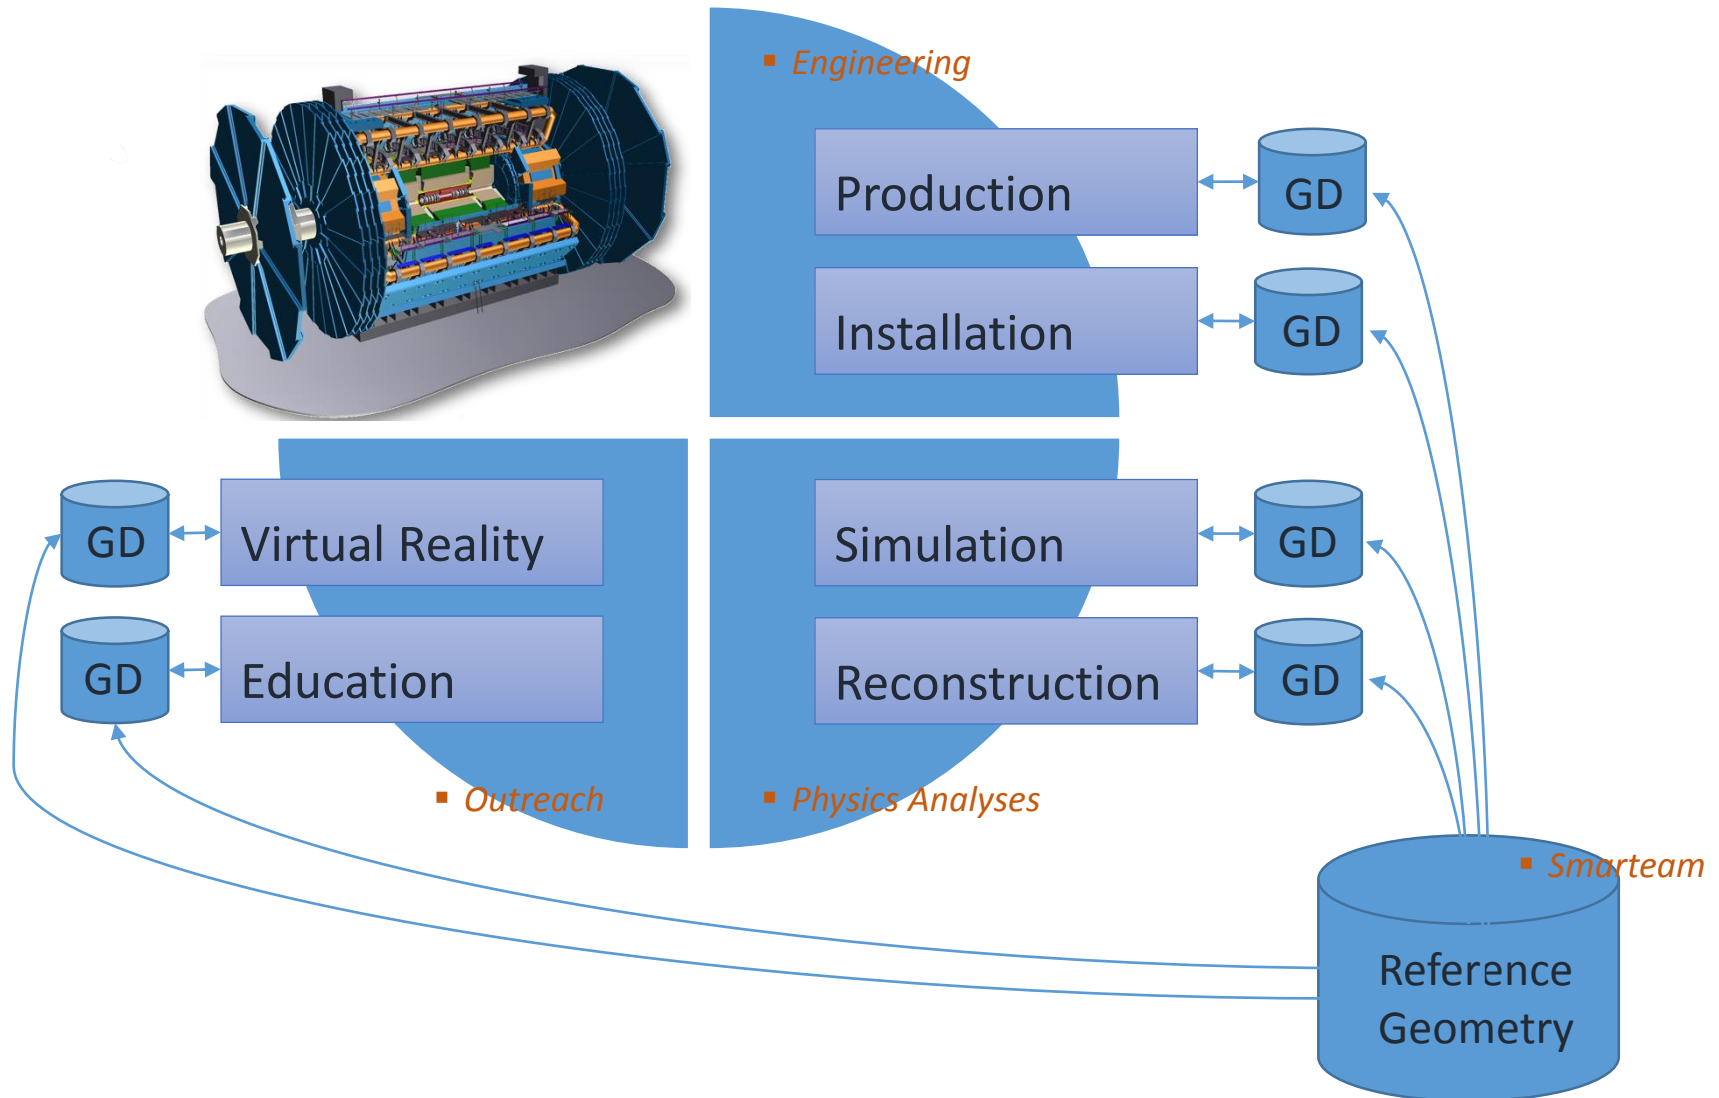 ▪ Engineering
Production
GD
Installation
GD
GD
Virtual Reality
Simulation
GD
GD
Education
Reconstruction
GD
▪ Outreach
▪ Physics Analyses
▪ Smarteam
Reference
Geometry